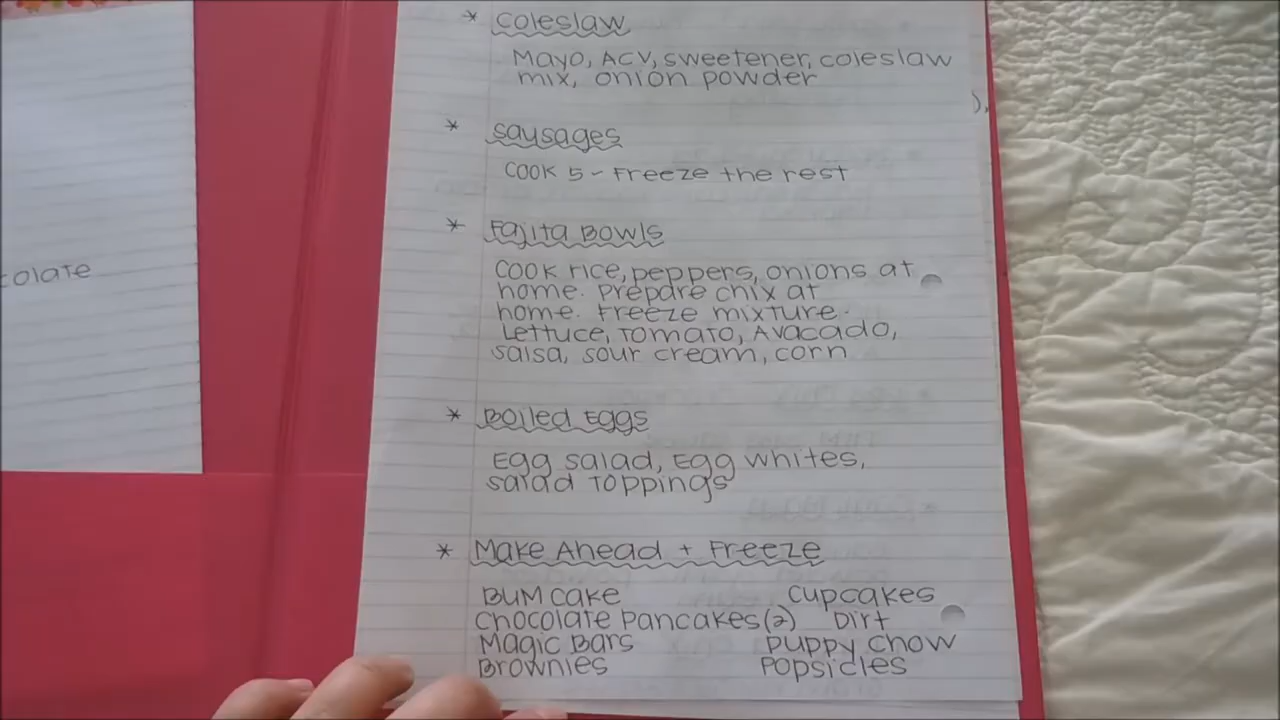 colate
* Coleslaw
Mayo, ACV, sweetener, coleslaw
mix, onion powder
),
* Sausages
Cook 5 - Freeze the rest
* Fajita Bowls
Cook rice, peppers, onions at
home. Prepare chix at
home. Freeze mixture.
Lettuce, Tomato, Avacado,
salsa, sour cream, corn
* Boiled Eggs
Egg salad, Egg whites,
salad toppings
* Make Ahead + Freeze
BUM Cake Cupcakes
Chocolate Pancakes (2) Dirt
Magic Bars Puppy Chow
Brownies Popsicles